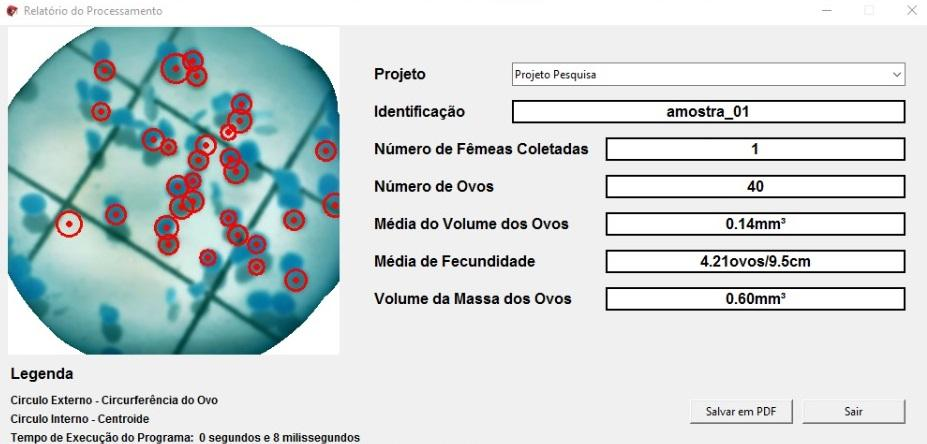 Relatório do Processamento
Projeto
Projeto Pesquisa
Identificação
amostra_01
Número de Fêmeas Coletadas
1
Número de Ovos
40
Média do Volume dos Ovos
0.14mm³
Média de Fecundidade
4.21ovos/9.5cm
Volume da Massa dos Ovos
0.60mm³
Legenda
Circulo Externo - Circurferência do Ovo
Circulo Interno - Centroide
Tempo de Execução do Programa: 0 segundos e 8 milissegundos
Salvar em PDF
Sair